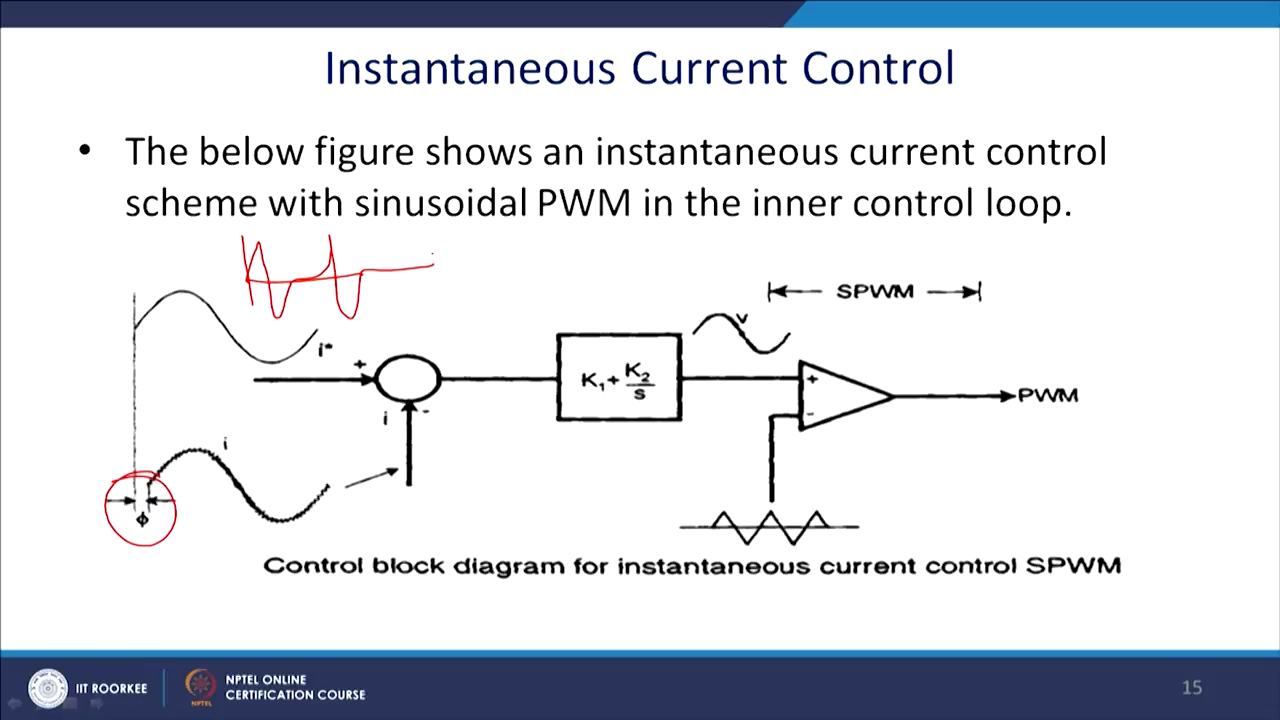 Instantaneous Current Control
• The below figure shows an instantaneous current control
scheme with sinusoidal PWM in the inner control loop.
SPWM
v
i*
+
K₁+K₂/s
+
PWM
i
-
-
i
ϕ
Control block diagram for instantaneous current control SPWM
IIT ROORKEE
NPTEL
NPTEL ONLINE
CERTIFICATION COURSE
15